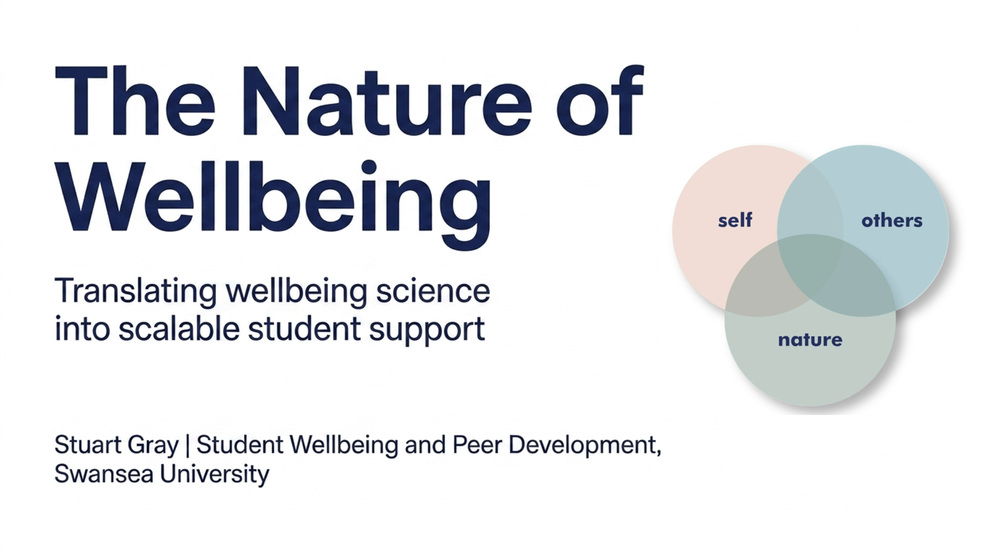 The Nature of
Wellbeing
Translating wellbeing science
into scalable student support
self
others
nature
Stuart Gray | Student Wellbeing and Peer Development,
Swansea University